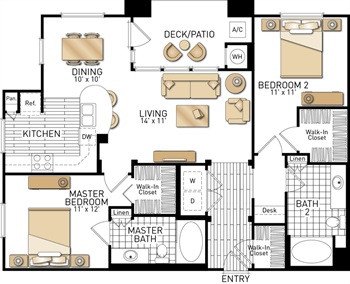 DECK/PATIO
A/C
WH
DINING
10' x 10'
BEDROOM 2
11' x 11'
Pan.
Ref.
LIVING
14' x 11'
KITCHEN
DW
Walk-In
Closet
Linen
MASTER
BEDROOM
11' x 12'
Walk-In
Closet
W
D
Linen
Desk
BATH
2
MASTER
BATH
Walk-In
Closet
ENTRY